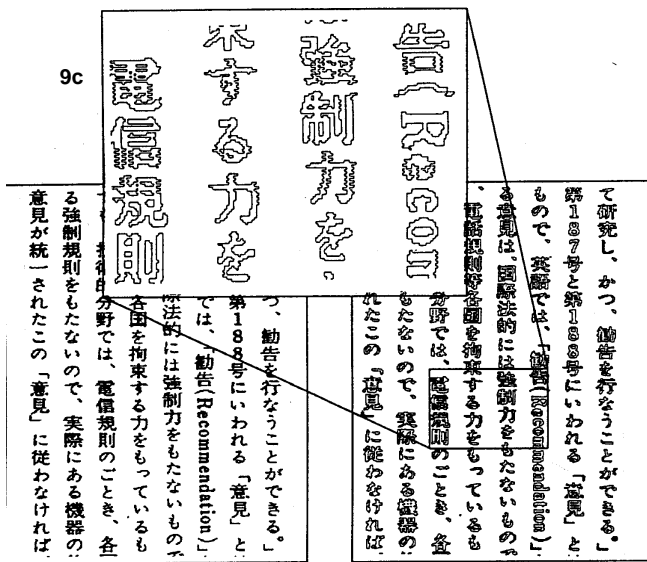 9c
告(Recon
強制力を
束する力を
電信規則
て研究し、かつ、勧告を行なうことができる。」
第187号と第188号にいわれる「意見」と
もので、英語では、「勧告(Recommendation)」
る意見は、国際法的には強制力をもたないもので
、電話規則等各国を拘束する力をもっているも
分野では、電信規則のごとき、各
もたないので、実際にある機器の
れたこの「意見」に従わなければ、
つ、勧告を行なうことができる。」
第188号にいわれる「意見」と
では、「勧告(Recommendation)」
際法的には強制力をもたないもので
各国を拘束する力をもっているも
技術的分野では、電信規則のごとき、各
る強制規則をもたないので、実際にある機器の
意見が統一されたこの「意見」に従わなければ、